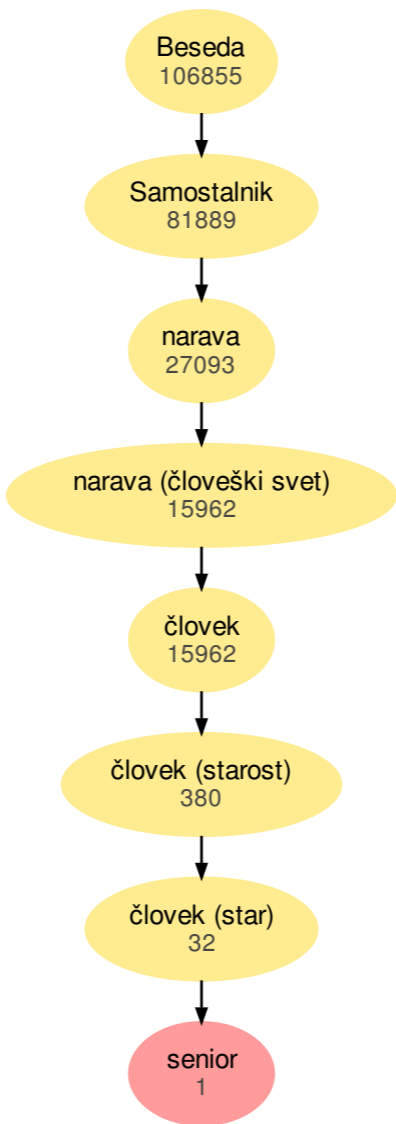 Beseda
106855
Samostalnik
81889
narava
27093
narava (človeški svet)
15962
človek
15962
človek (starost)
380
človek (star)
32
senior
1